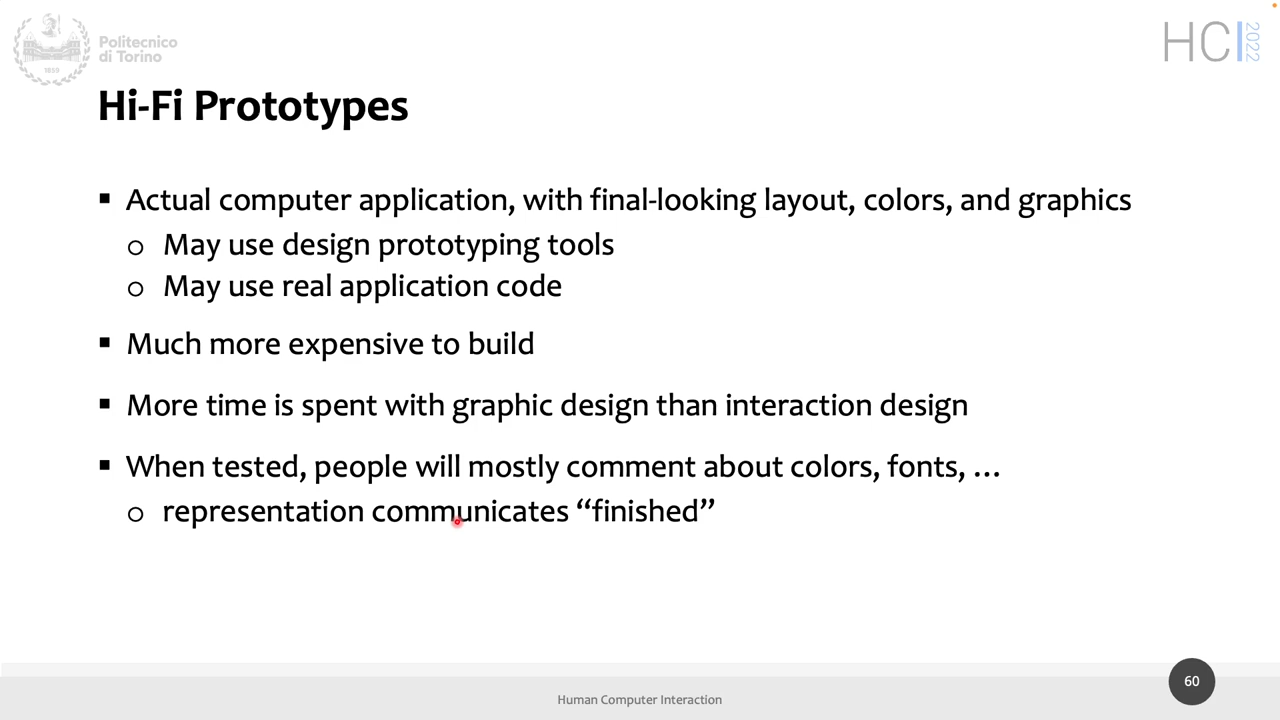 Politecnico
di Torino
1859
HCI 2022
Hi-Fi Prototypes
▪ Actual computer application, with final-looking layout, colors, and graphics
o May use design prototyping tools
o May use real application code
▪ Much more expensive to build
▪ More time is spent with graphic design than interaction design
▪ When tested, people will mostly comment about colors, fonts, …
o representation communicates “finished”
60
Human Computer Interaction